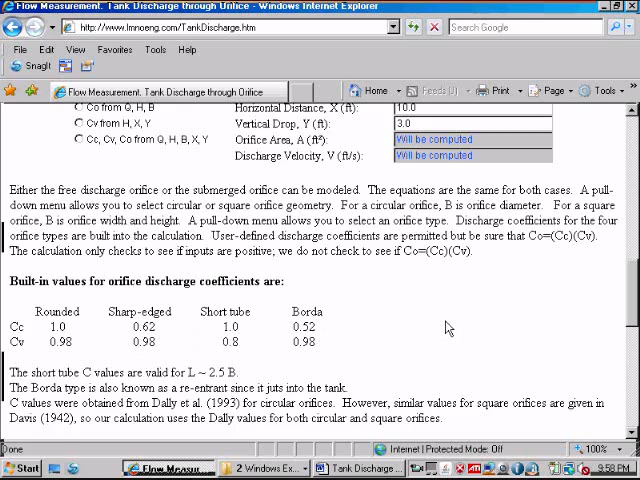 Flow Measurement. Tank Discharge through Orifice - Windows Internet Explorer
http://www.lmnoeng.com/TankDischarge.htm
Search Google
File Edit View Favorites Tools Help
SnagIt
Flow Measurement. Tank Discharge through Orifice
Home Feeds (J) Print Page Tools
Co from Q, H, B Horizontal Distance, X (ft): 10.0
Cv from H, X, Y Vertical Drop, Y (ft): 3.0
Cc, Cv, Co from Q, H, B, X, Y Orifice Area, A (ft²): Will be computed
Discharge Velocity, V (ft/s): Will be computed
Either the free discharge orifice or the submerged orifice can be modeled. The equations are the same for both cases. A pull-
down menu allows you to select circular or square orifice geometry. For a circular orifice, B is orifice diameter. For a square
orifice, B is orifice width and height. A pull-down menu allows you to select an orifice type. Discharge coefficients for the four
orifice types are built into the calculation. User-defined discharge coefficients are permitted but be sure that Co=(Cc)(Cv).
The calculation only checks to see if inputs are positive; we do not check to see if Co=(Cc)(Cv).
Built-in values for orifice discharge coefficients are:
Rounded Sharp-edged Short tube Borda
Cc 1.0 0.62 1.0 0.52
Cv 0.98 0.98 0.8 0.98
The short tube C values are valid for L ~ 2.5 B.
The Borda type is also known as a re-entrant since it juts into the tank.
C values were obtained from Dally et al. (1993) for circular orifices. However, similar values for square orifices are given in
Davis (1942), so our calculation uses the Dally values for both circular and square orifices.
Done Internet | Protected Mode: Off 100%
Start Flow Measur... 2 Windows Ex... Tank Discharge ... 9:58 PM